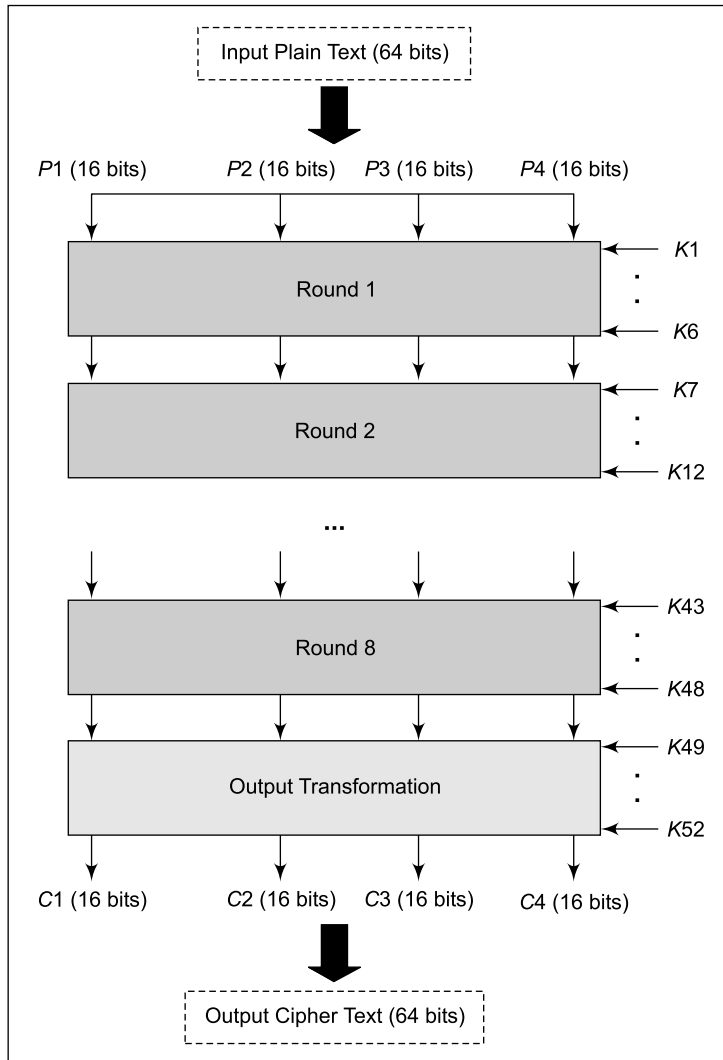 Input Plain Text (64 bits)
P1 (16 bits) P2 (16 bits) P3 (16 bits) P4 (16 bits)
K1
Round 1
K6
K7
Round 2
K12
...
K43
Round 8
K48
K49
Output Transformation
K52
C1 (16 bits) C2 (16 bits) C3 (16 bits) C4 (16 bits)
Output Cipher Text (64 bits)